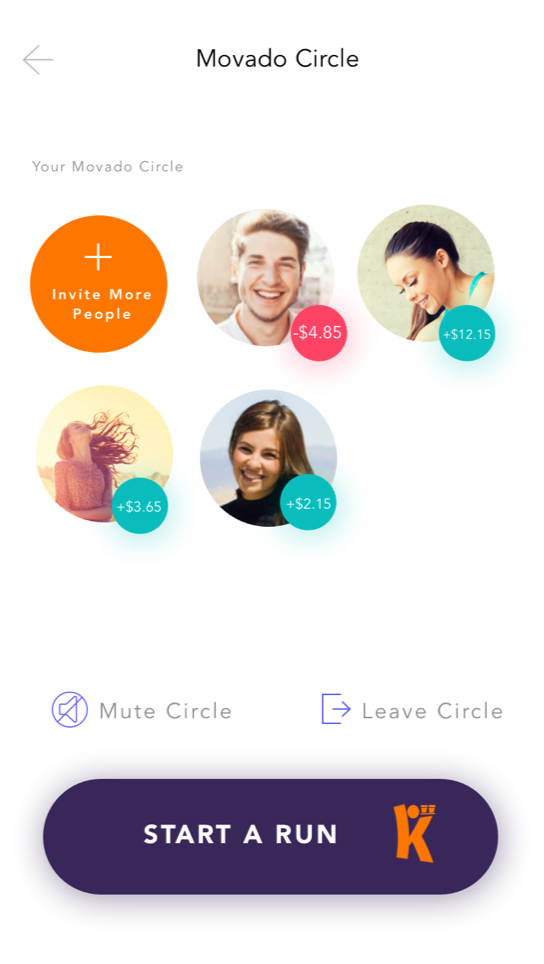 Movado Circle
Your Movado Circle
Invite More
People
-$4.85
+$12.15
+$3.65
+$2.15
Mute Circle
Leave Circle
START A RUN